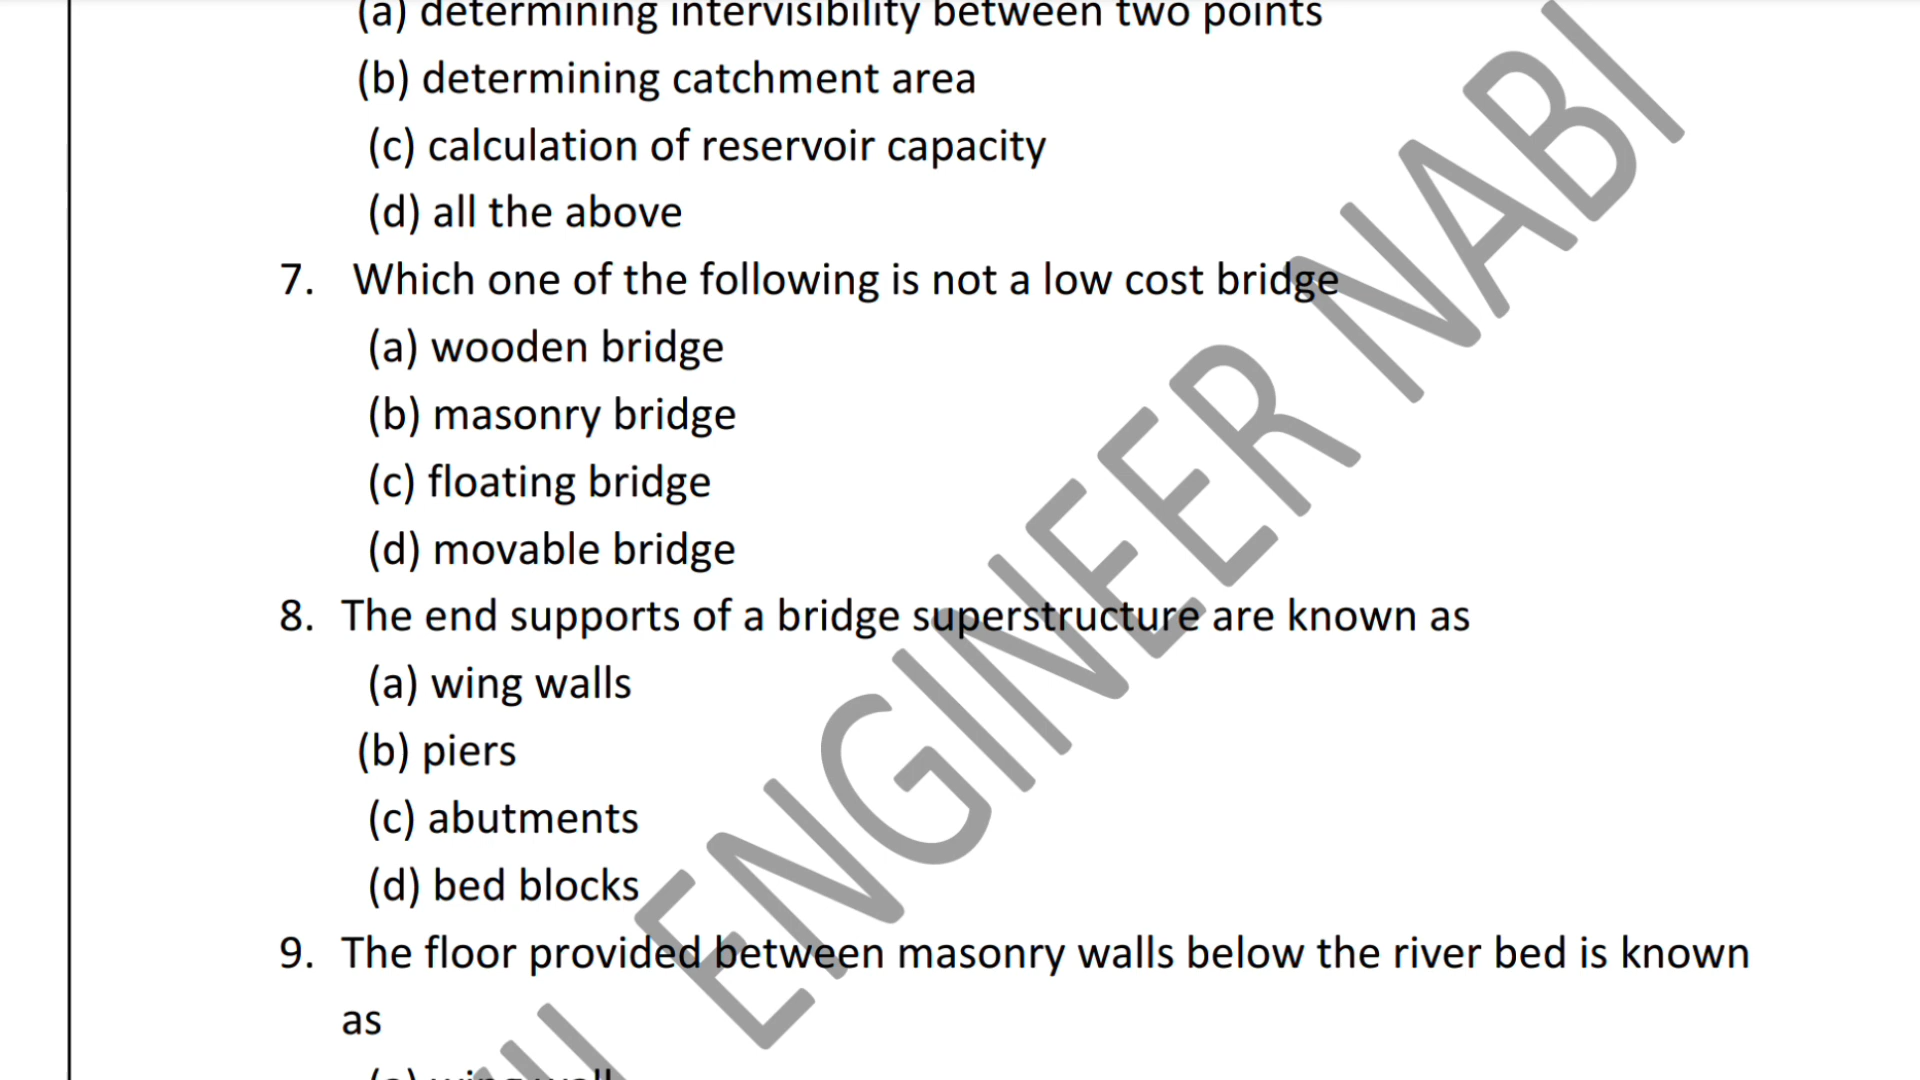 (a) determining intervisibility between two points
(b) determining catchment area
(c) calculation of reservoir capacity
(d) all the above
7. Which one of the following is not a low cost bridge
(a) wooden bridge
(b) masonry bridge
(c) floating bridge
(d) movable bridge
8. The end supports of a bridge superstructure are known as
(a) wing walls
(b) piers
(c) abutments
(d) bed blocks
9. The floor provided between masonry walls below the river bed is known
as
ENGINEER NABI